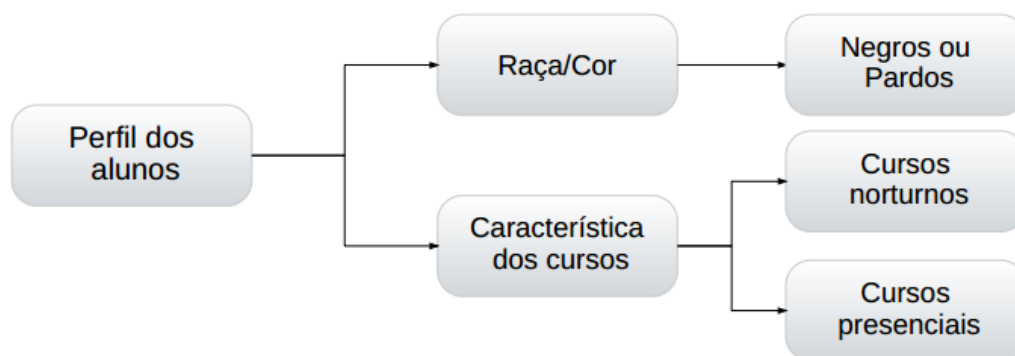 Perfil dos
alunos
Raça/Cor
Negros ou
Pardos
Característica
dos cursos
Cursos
norturnos
Cursos
presenciais